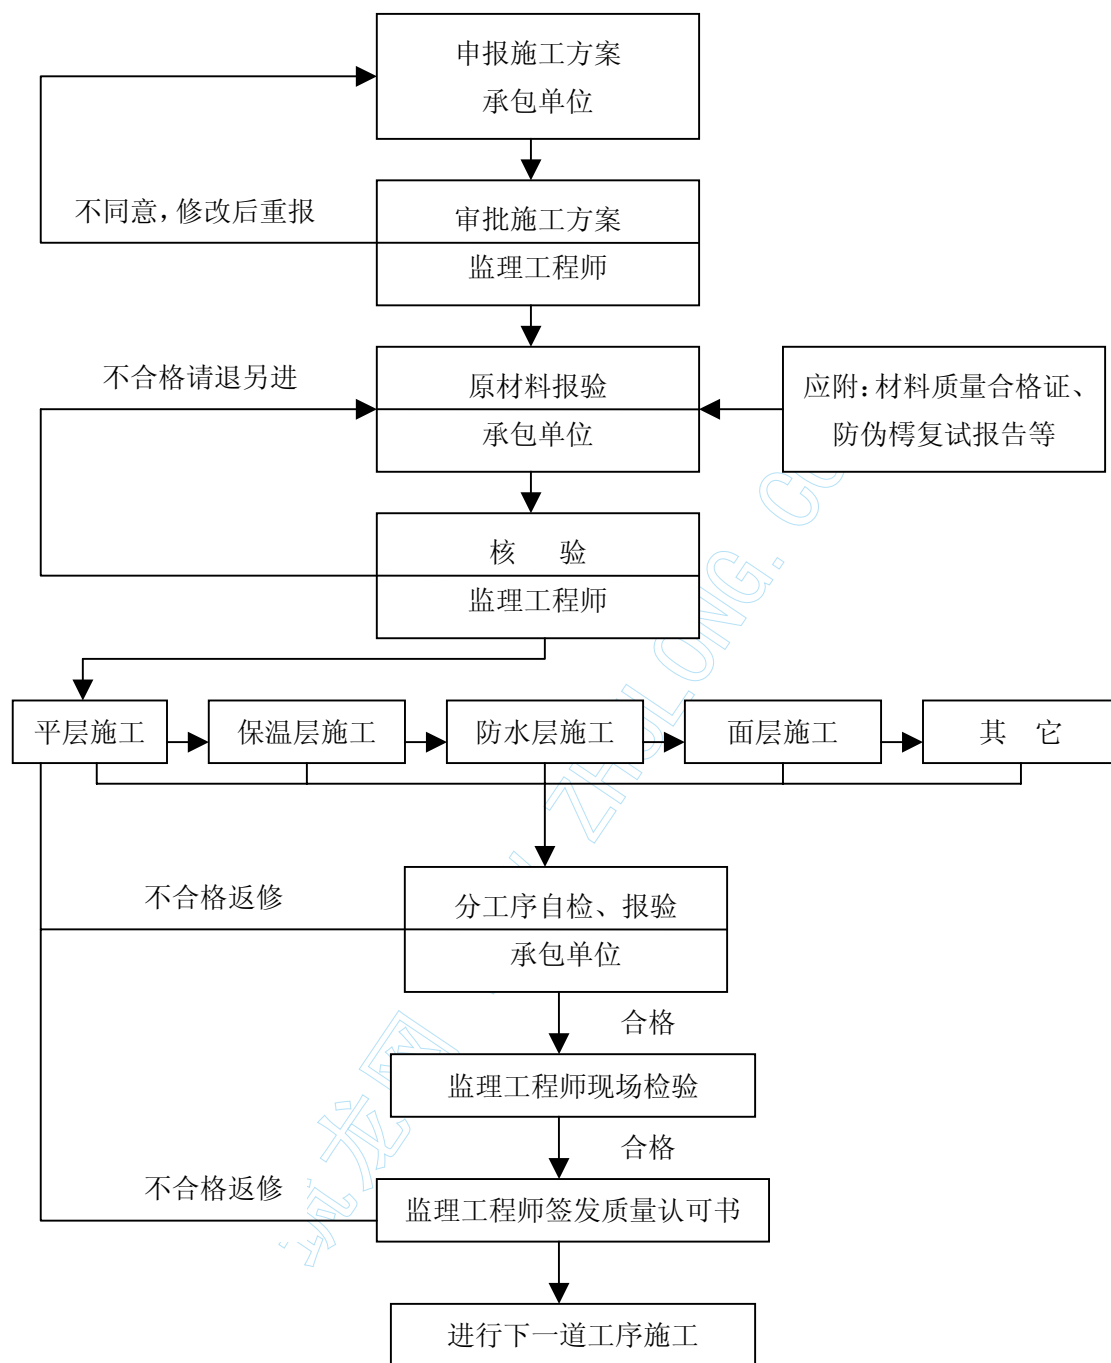 申报施工方案
承包单位
不同意,修改后重报
审批施工方案
监理工程师
不合格请退另进
原材料报验
承包单位
应附:材料质量合格证、
防伪樗复试报告等
核 验
监理工程师
平层施工
保温层施工
防水层施工
面层施工
其 它
不合格返修
分工序自检、报验
承包单位
合格
监理工程师现场检验
合格
不合格返修
监理工程师签发质量认可书
进行下一道工序施工